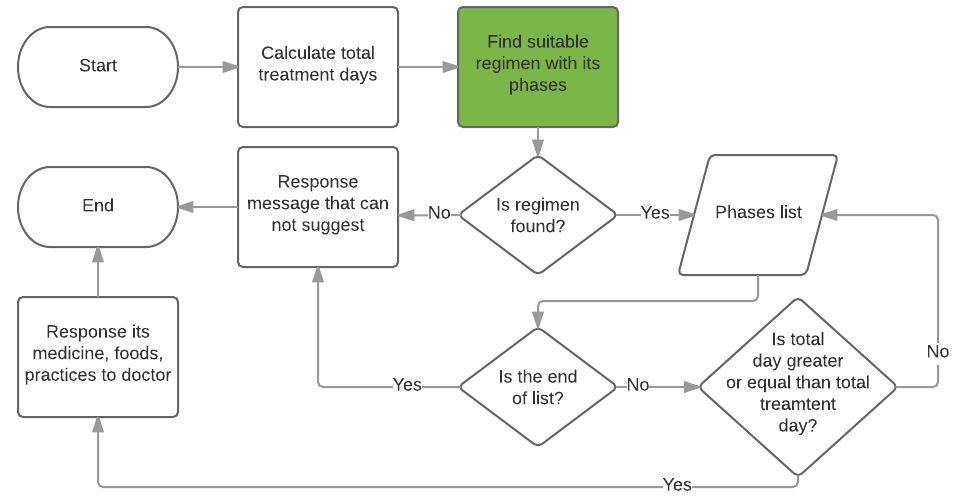 Start
Calculate total
treatment days
Find suitable
regimen with its
phases
End
Response
message that can
not suggest
No
Is regimen
found?
Yes
Phases list
Response its
medicine, foods,
practices to doctor
Yes
Is the end
of list?
No
Is total
day greater
or equal than total
treamtent
day?
No
Yes